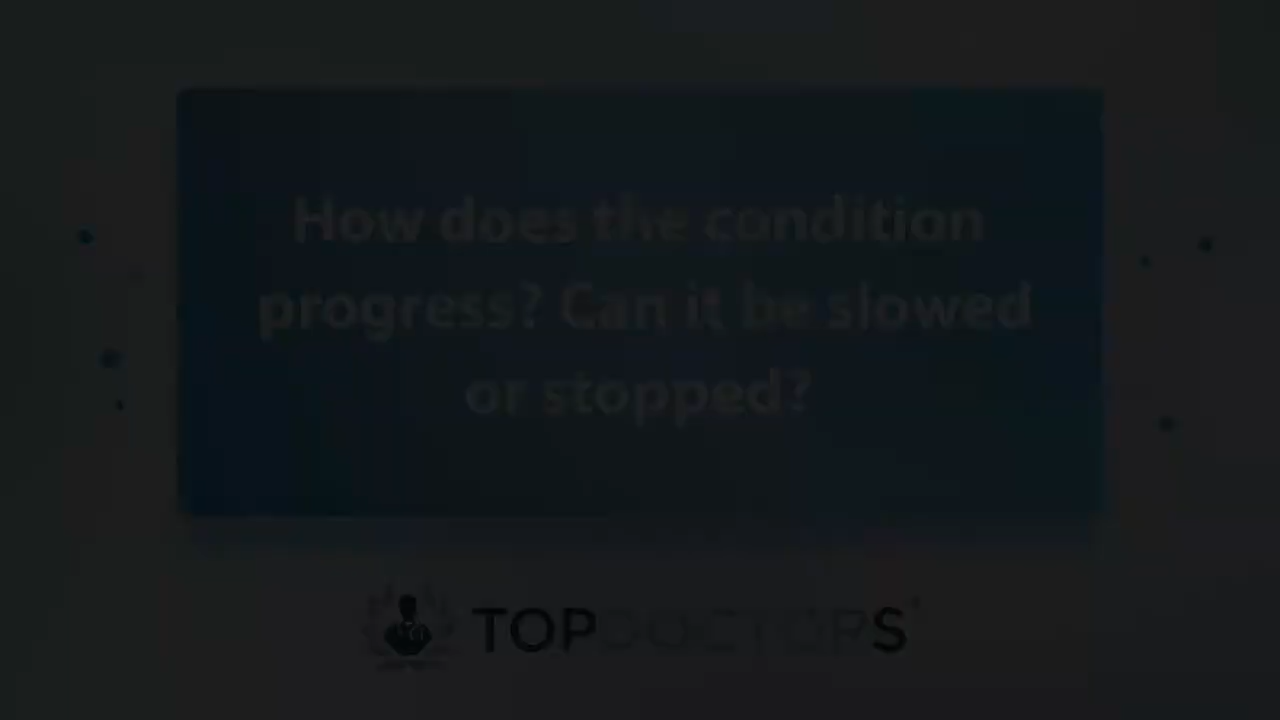 How does the condition
progress? Can it be slowed
or stopped?
TOPDOCTORS